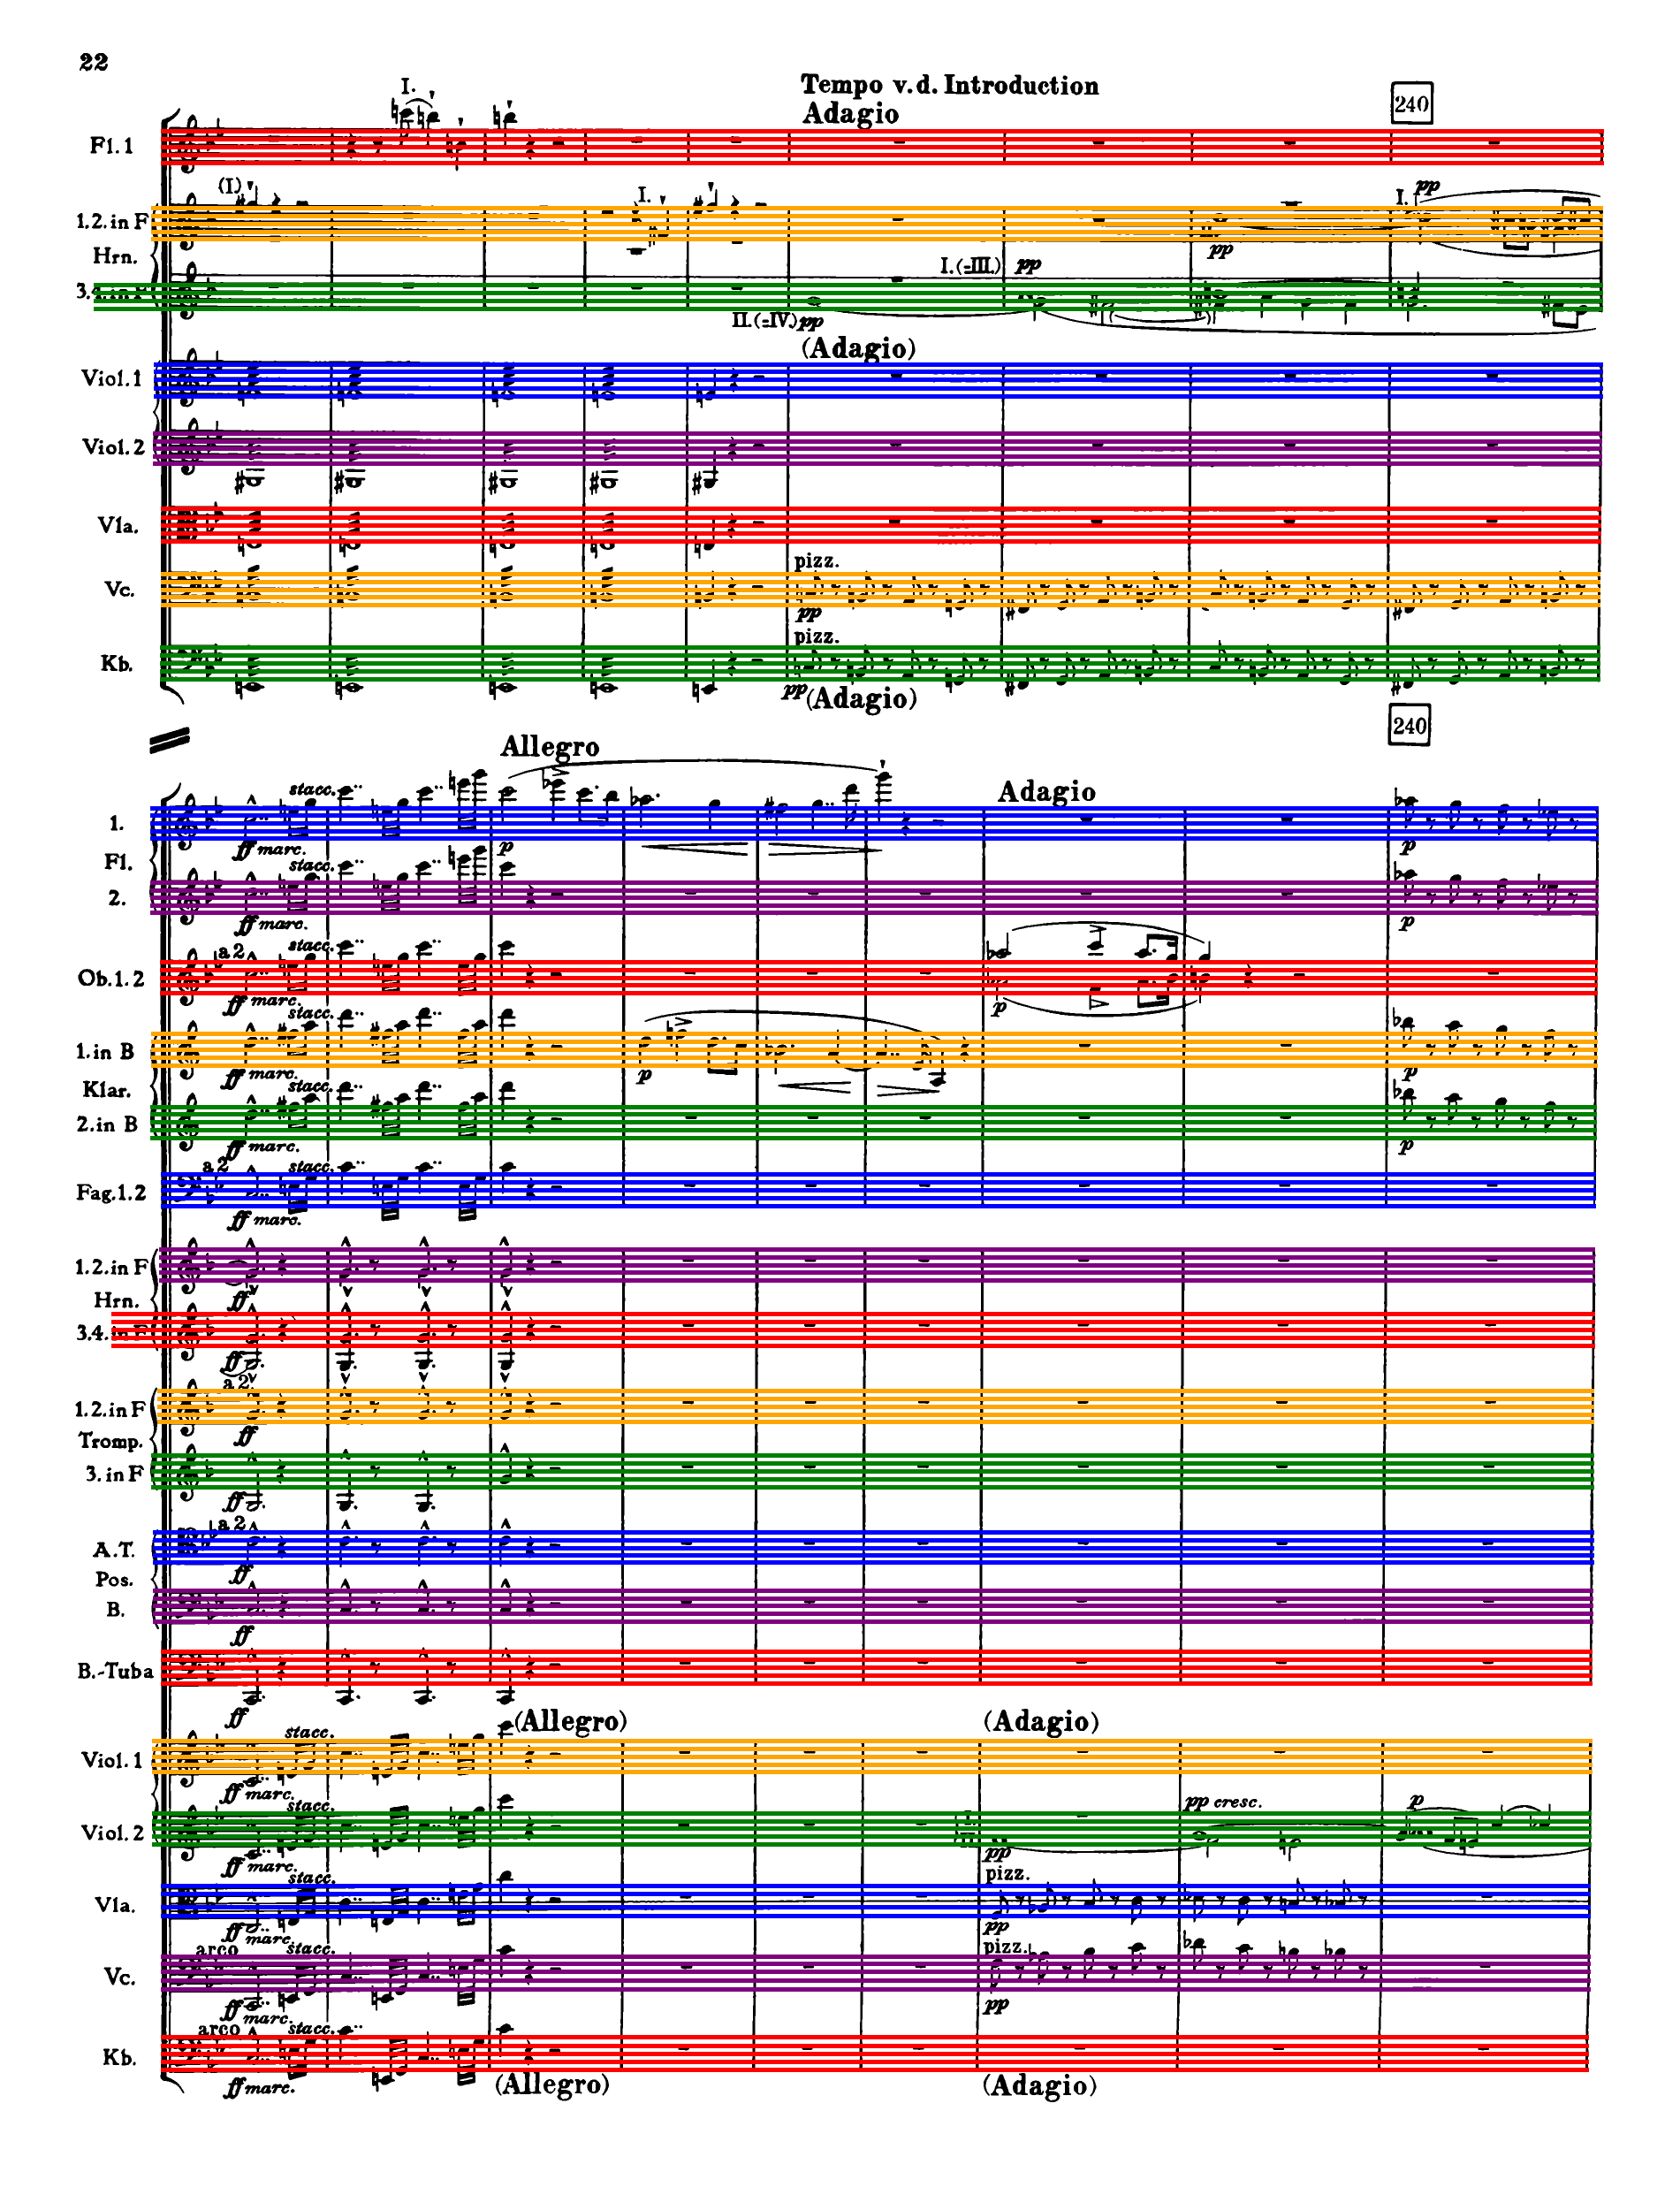 22
I.
Tempo v. d. Introduction
Adagio
240
Fl. 1
(I)
I.
I.
pp
1.2. in F
pp
Hrn.
I.(=III.) pp
3.4. in F
II.(=IV.) pp
(Adagio)
Viol. 1
Viol. 2
Vla.
pizz.
Vc.
pp
pizz.
Kb.
pp
(Adagio)
240
Allegro
stacc.
Adagio
1.
ff marc.
p
p
Fl.
stacc.
2.
ff marc.
p
a 2
stacc.
Ob. 1. 2
ff marc.
p
stacc.
1. in B
ff marc.
p
p
Klar.
stacc.
2. in B
ff marc.
p
a 2
stacc.
Fag. 1. 2
ff marc.
1.2. in F
ff
Hrn.
3.4. in F
ff
a 2
1.2. in F
ff
Tromp.
3. in F
ff
a 2
A.T.
ff
Pos.
B.
ff
B.-Tuba
ff
(Allegro)
(Adagio)
stacc.
Viol. 1
ff marc.
stacc.
pp cresc.
p
Viol. 2
ff marc.
pp
stacc.
pizz.
Vla.
ff marc.
pp
arco
stacc.
pizz.
Vc.
ff marc.
pp
arco
stacc.
Kb.
ff marc.
(Allegro)
(Adagio)